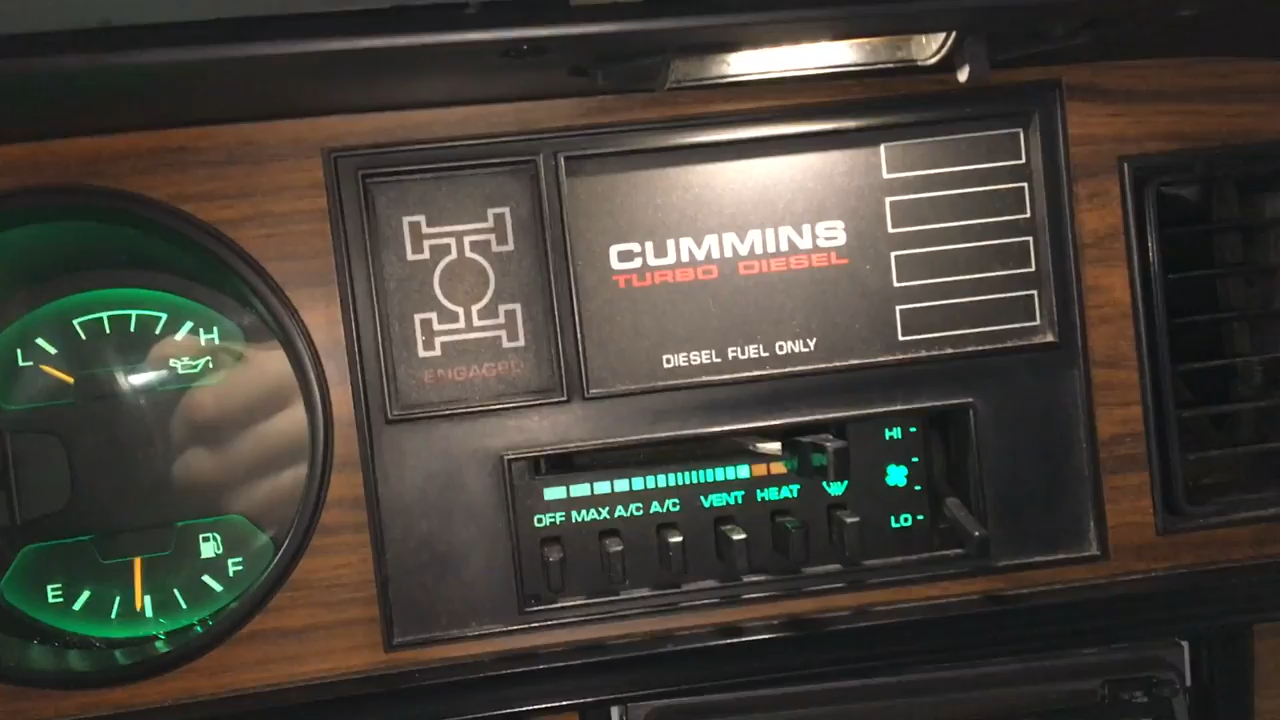 L H
E F
ENGAGED
CUMMINS
TURBO DIESEL
DIESEL FUEL ONLY
OFF MAX A/C A/C VENT HEAT
HI
LO